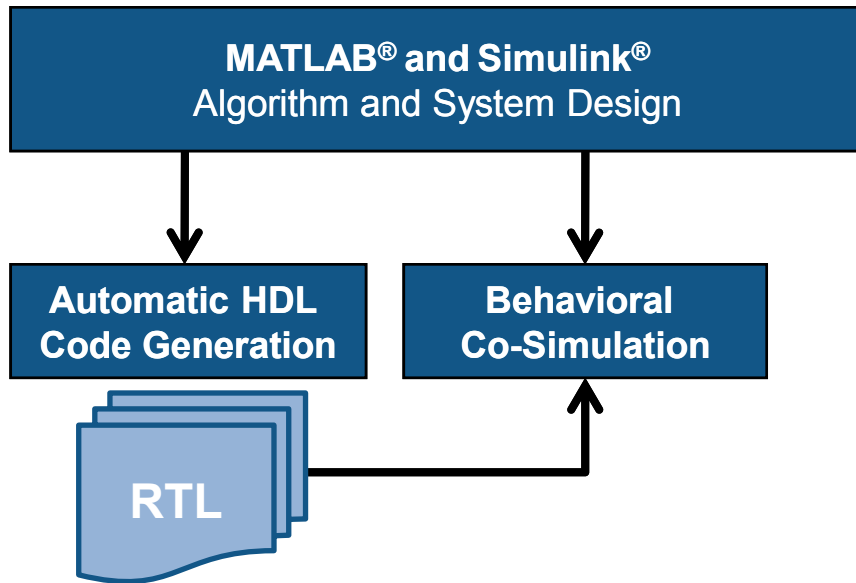 MATLAB® and Simulink®
Algorithm and System Design
Automatic HDL
Code Generation
Behavioral
Co-Simulation
RTL